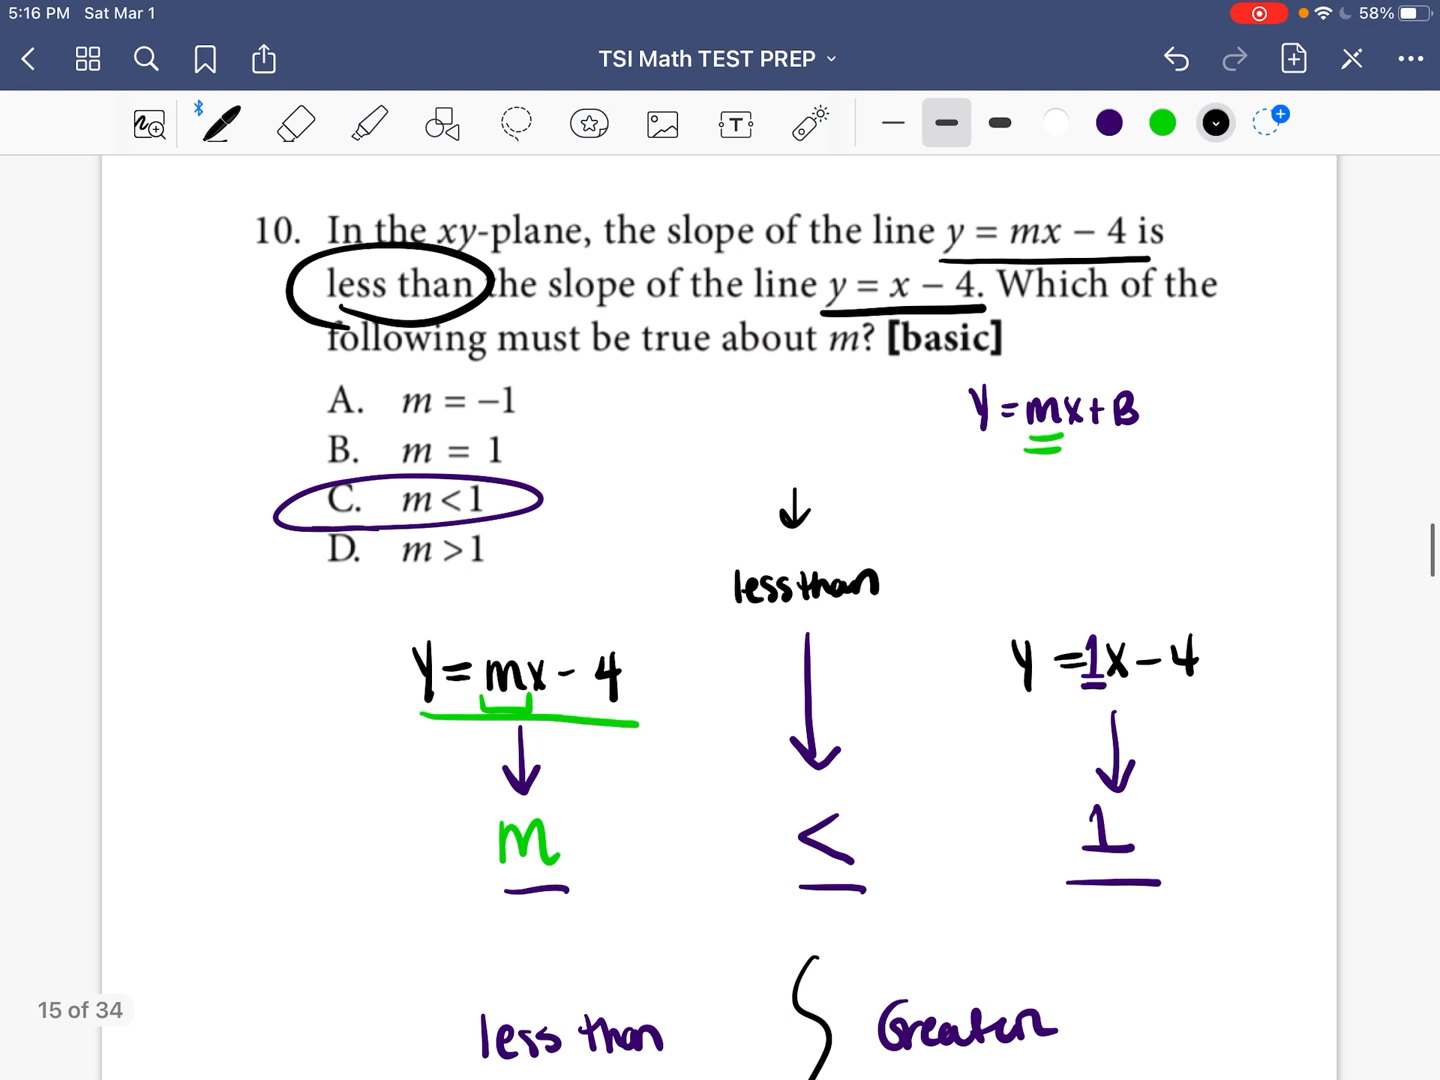 5:16 PM Sat Mar 1
58%
TSI Math TEST PREP
T
10. In the xy-plane, the slope of the line y = mx − 4 is
less than the slope of the line y = x − 4. Which of the
following must be true about m? [basic]
A. m = −1
B. m = 1
C. m < 1
D. m > 1
y = mx + B
less than
y = mx - 4
y = 1x - 4
m < 1
15 of 34
less than
Greater